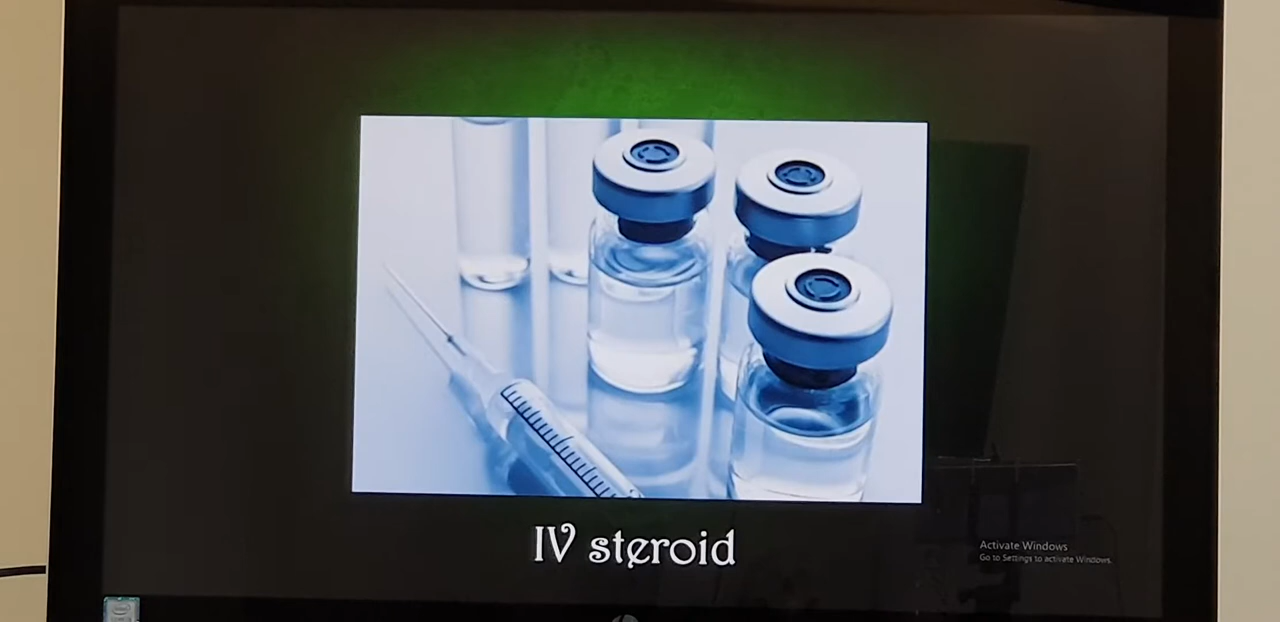 IV steroid
Activate Windows
Go to Settings to activate Windows.